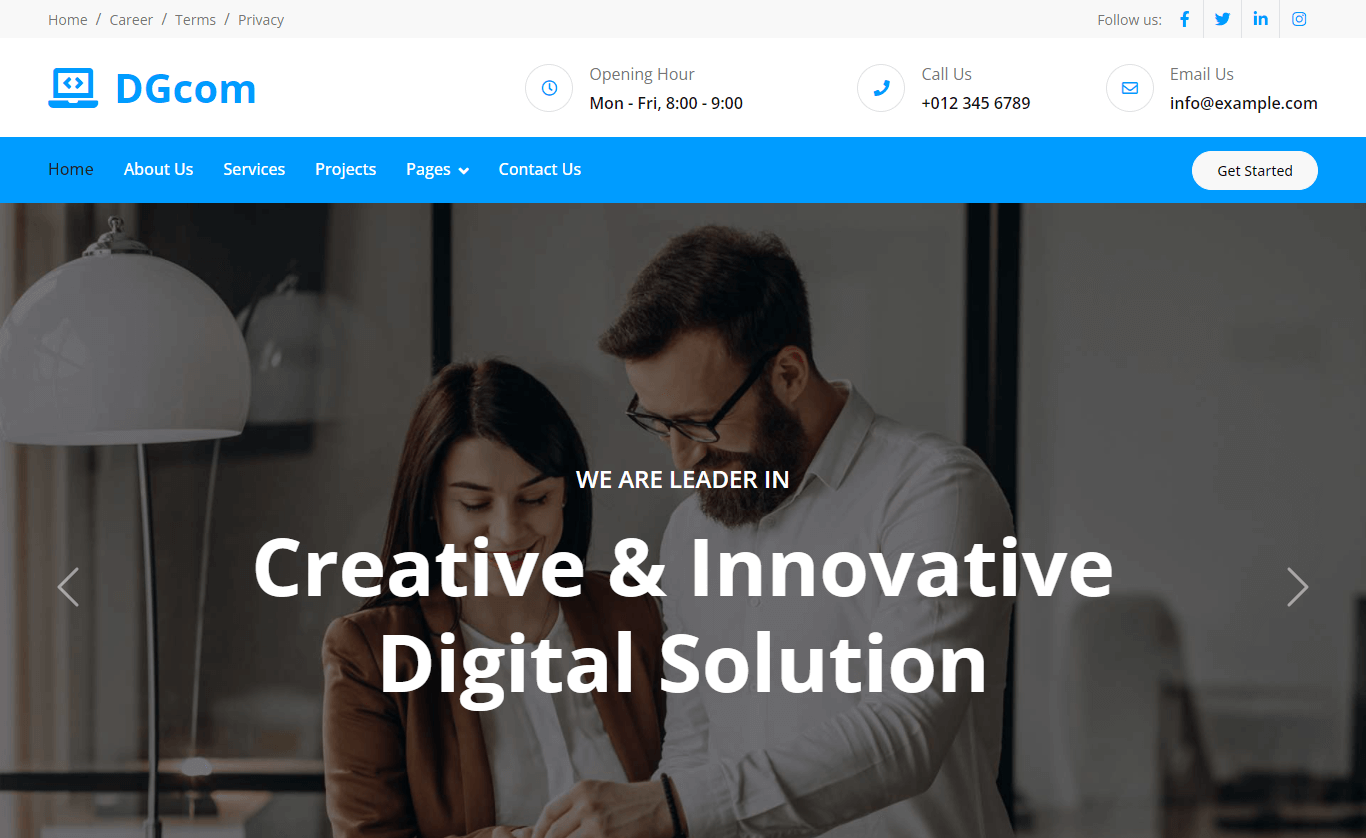 Home / Career / Terms / Privacy
Follow us:
DGcom
Opening Hour
Mon - Fri, 8:00 - 9:00
Call Us
+012 345 6789
Email Us
info@example.com
Home About Us Services Projects Pages Contact Us
Get Started
WE ARE LEADER IN
Creative & Innovative
Digital Solution